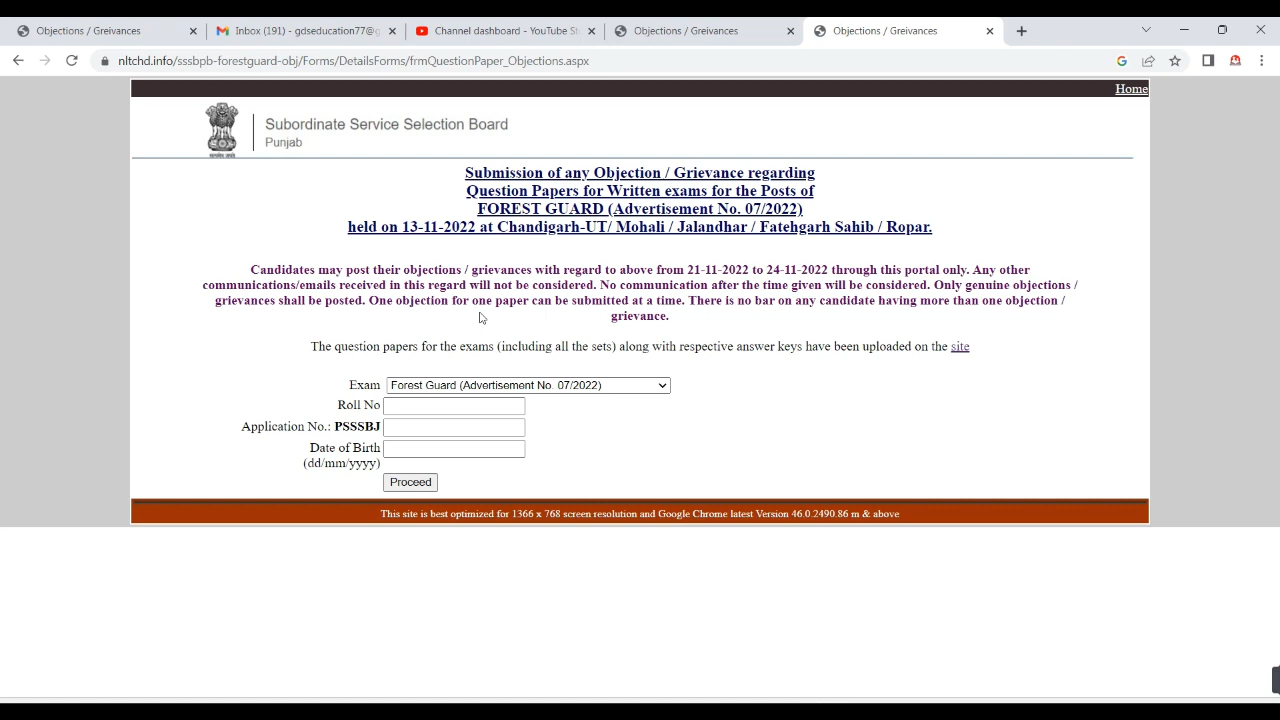 Objections / Greivances
Inbox (191) - gdseducation77@g
Channel dashboard - YouTube St
Objections / Greivances
Objections / Greivances
nltchd.info/sssbpb-forestguard-obj/Forms/DetailsForms/frmQuestionPaper_Objections.aspx
Home
Subordinate Service Selection Board
Punjab
Submission of any Objection / Grievance regarding
Question Papers for Written exams for the Posts of
FOREST GUARD (Advertisement No. 07/2022)
held on 13-11-2022 at Chandigarh-UT/ Mohali / Jalandhar / Fatehgarh Sahib / Ropar.
Candidates may post their objections / grievances with regard to above from 21-11-2022 to 24-11-2022 through this portal only. Any other
communications/emails received in this regard will not be considered. No communication after the time given will be considered. Only genuine objections /
grievances shall be posted. One objection for one paper can be submitted at a time. There is no bar on any candidate having more than one objection /
grievance.
The question papers for the exams (including all the sets) along with respective answer keys have been uploaded on the site
Exam Forest Guard (Advertisement No. 07/2022)
Roll No
Application No.: PSSSBJ
Date of Birth
(dd/mm/yyyy)
Proceed
This site is best optimized for 1366 x 768 screen resolution and Google Chrome latest Version 46.0.2490.86 m & above